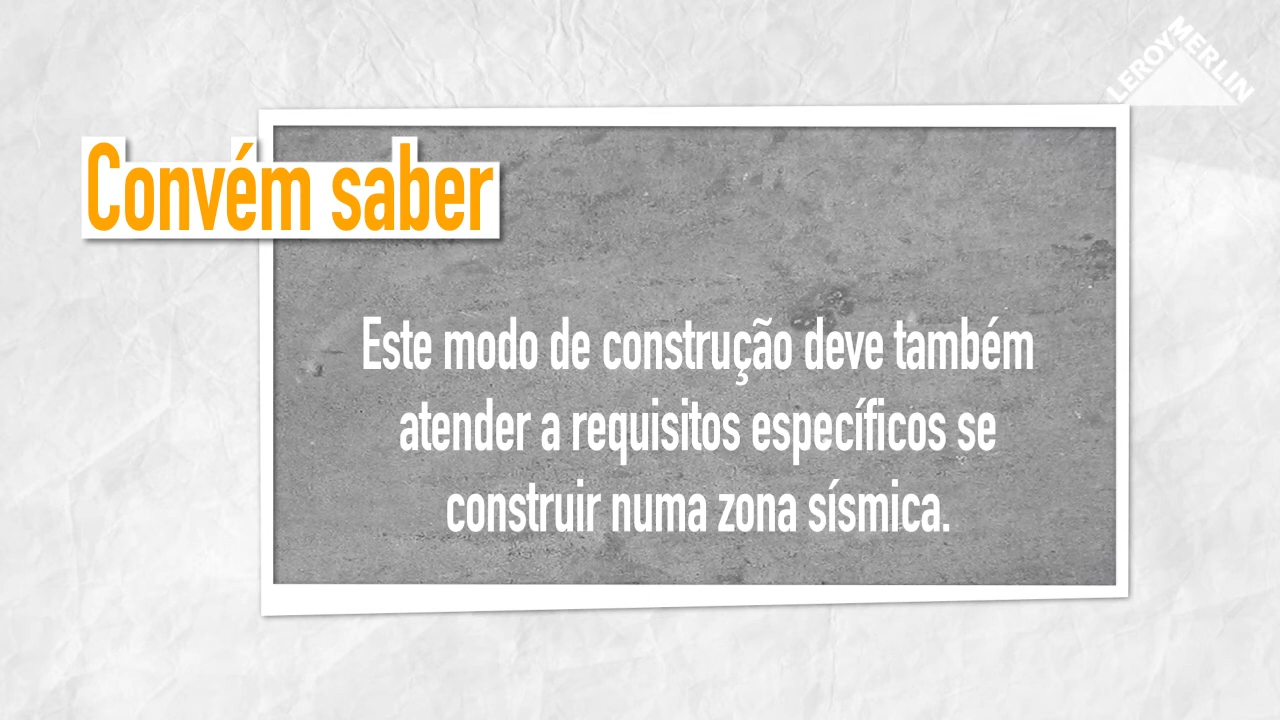 LEROY MERLIN
Convém saber
Este modo de construção deve também
atender a requisitos específicos se
construir numa zona sísmica.